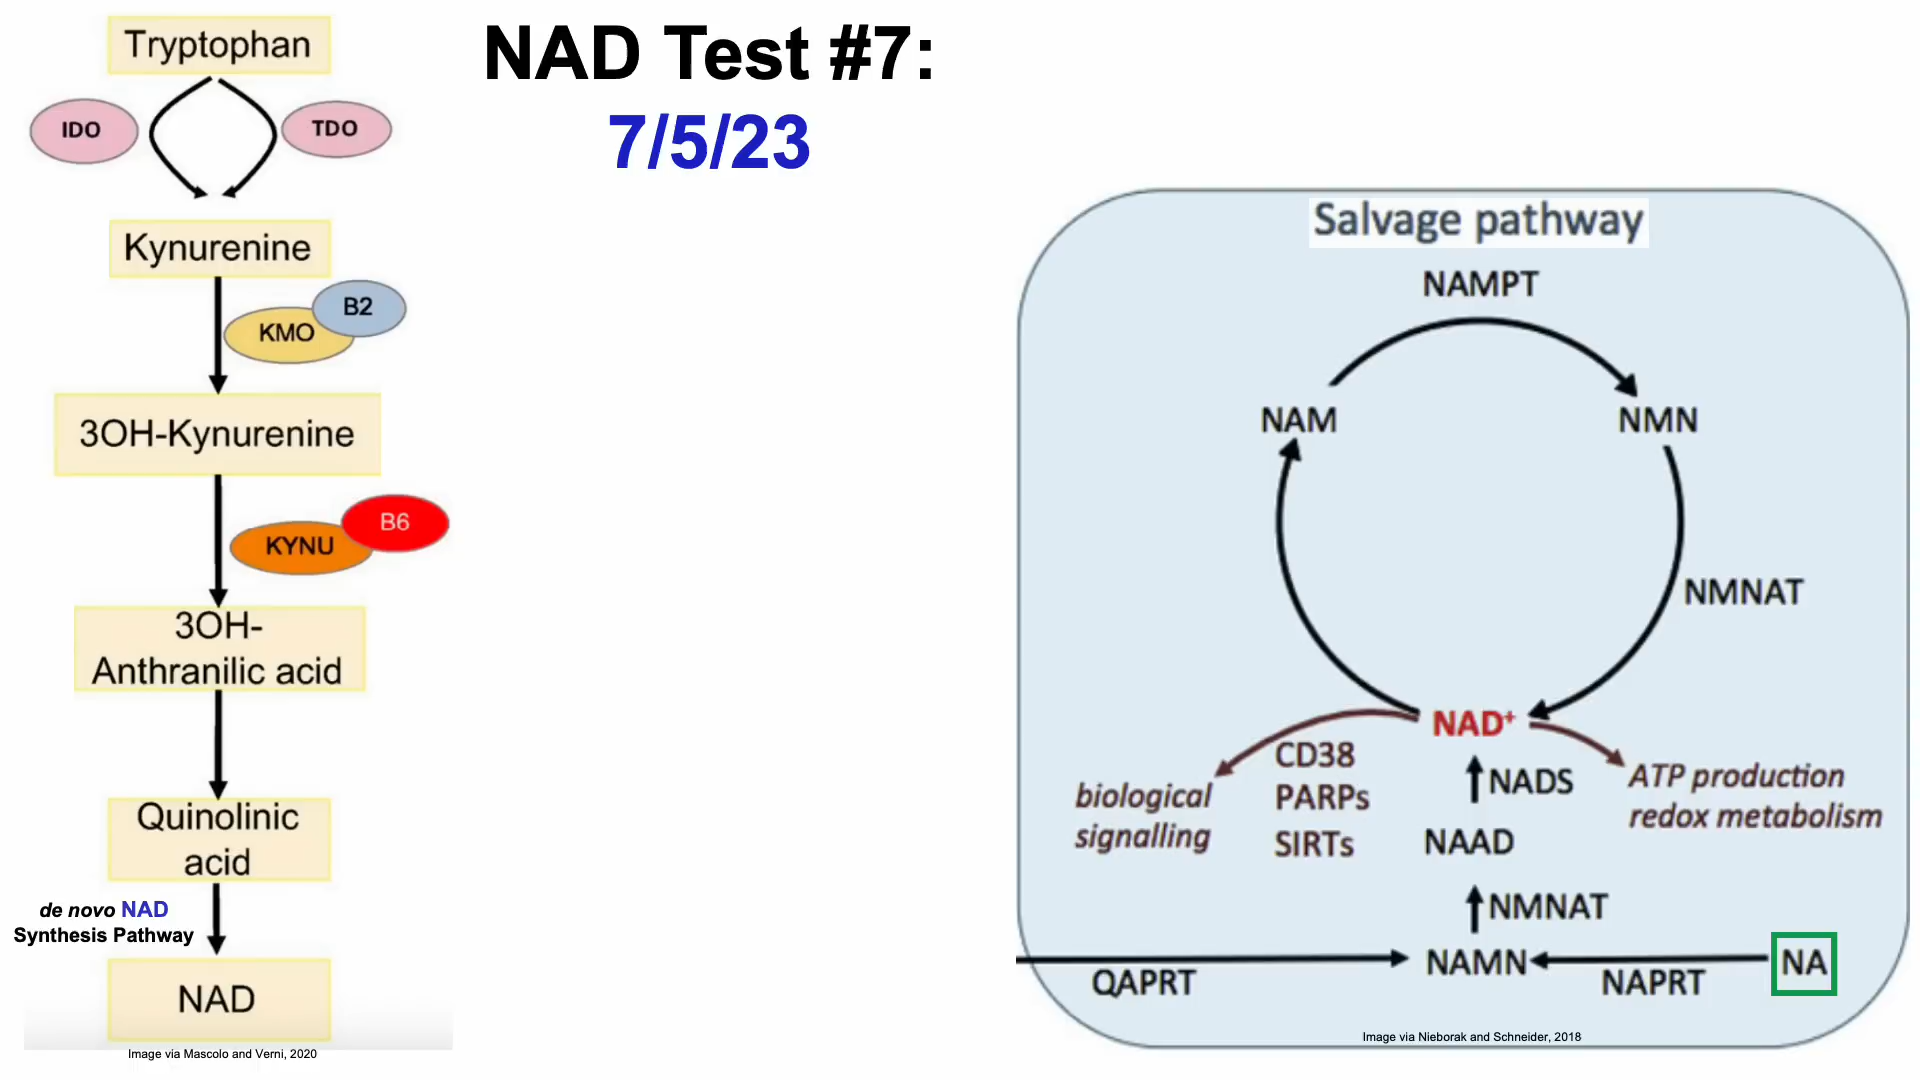 Tryptophan
IDO
TDO
Kynurenine
B2
KMO
3OH-Kynurenine
B6
KYNU
3OH-
Anthranilic acid
Quinolinic
acid
de novo NAD
Synthesis Pathway
NAD
Image via Mascolo and Verni, 2020
NAD Test #7:
7/5/23
Salvage pathway
NAMPT
NAM
NMN
NMNAT
NAD+
CD38
PARPs
SIRTs
biological
signalling
NADS
ATP production
redox metabolism
NAAD
NMNAT
NAMN
QAPRT
NAPRT
NA
Image via Nieborak and Schneider, 2018